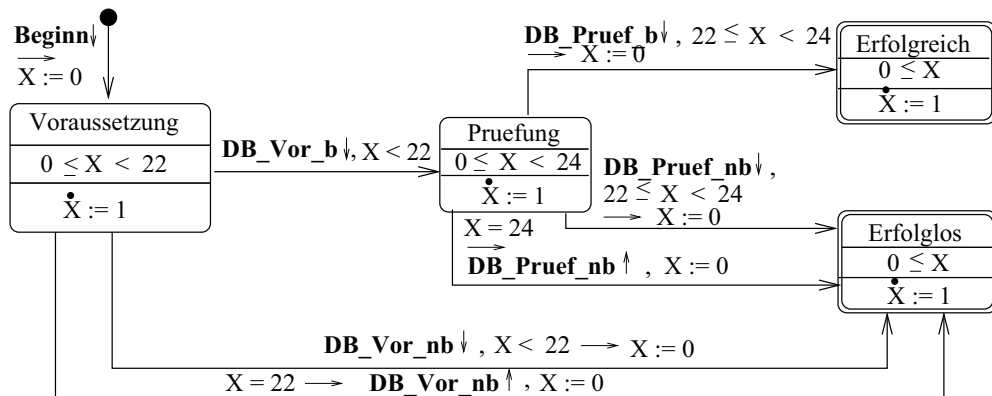 Beginn↓
⟶
X := 0
Voraussetzung
0 ≤ X < 22
Ẋ := 1
DB_Vor_b↓, X < 22
Pruefung
0 ≤ X < 24
Ẋ := 1
DB_Pruef_b↓, 22 ≤ X < 24
⟶ X := 0
Erfolgreich
0 ≤ X
Ẋ := 1
DB_Pruef_nb↓,
22 ≤ X < 24
⟶ X := 0
X = 24
⟶
DB_Pruef_nb↑, X := 0
Erfolglos
0 ≤ X
Ẋ := 1
DB_Vor_nb↓, X < 22 ⟶ X := 0
X = 22 ⟶ DB_Vor_nb↑, X := 0